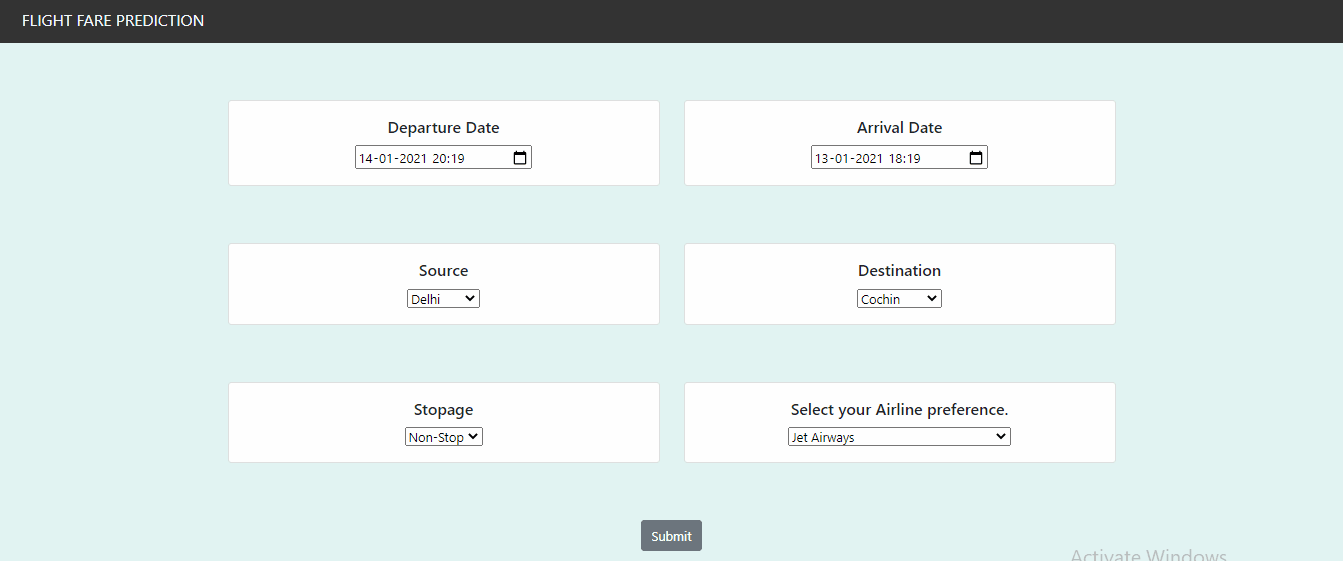 FLIGHT FARE PREDICTION
Departure Date
14-01-2021 20:19
Arrival Date
13-01-2021 18:19
Source
Delhi
Destination
Cochin
Stopage
Non-Stop
Select your Airline preference.
Jet Airways
Submit
Activate Windows